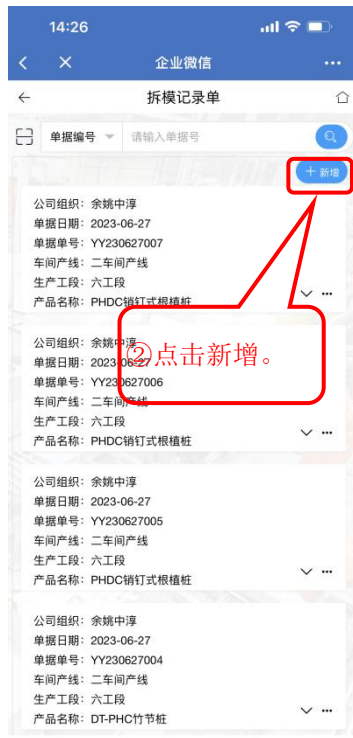 14:26
企业微信
拆模记录单
单据编号 请输入单据号
+ 新增
公司组织：余姚中淳
单据日期：2023-06-27
单据单号：YY230627007
车间产线：二车间产线
生产工段：六工段
产品名称：PHDC销钉式根植桩
公司组织：余姚中淳
②点击新增。
单据日期：2023-06-27
单据单号：YY230627006
车间产线：二车间产线
生产工段：六工段
产品名称：PHDC销钉式根植桩
公司组织：余姚中淳
单据日期：2023-06-27
单据单号：YY230627005
车间产线：二车间产线
生产工段：六工段
产品名称：PHDC销钉式根植桩
公司组织：余姚中淳
单据日期：2023-06-27
单据单号：YY230627004
车间产线：二车间产线
生产工段：六工段
产品名称：DT-PHC竹节桩